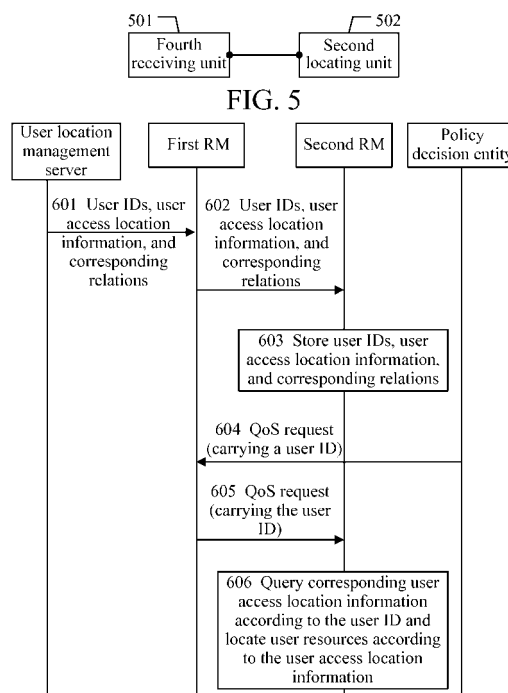 501
502
Fourth
receiving unit
Second
locating unit
FIG. 5
User location
management
server
First RM
Second RM
Policy
decision entity
601 User IDs, user
access location
information, and
corresponding
relations
602 User IDs, user
access location
information, and
corresponding
relations
603 Store user IDs, user
access location information,
and corresponding relations
604 QoS request
(carrying a user ID)
605 QoS request
(carrying the user
ID)
606 Query corresponding user
access location information
according to the user ID and
locate user resources according
to the user access location
information